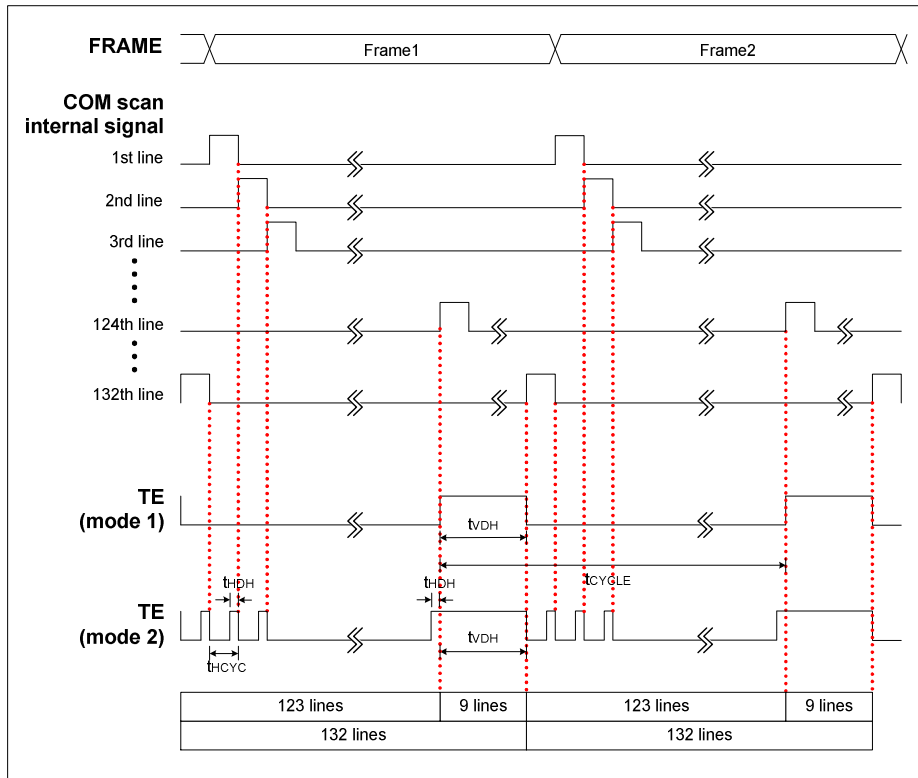 FRAME
Frame1
Frame2
COM scan
internal signal
1st line
2nd line
3rd line
124th line
132th line
TE
(mode 1)
tVDH
tCYCLE
tHDH
tHDH
TE
(mode 2)
tVDH
tHCYC
123 lines
9 lines
123 lines
9 lines
132 lines
132 lines